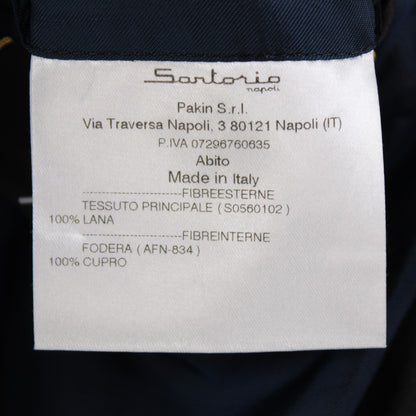 Sartorio
napoli
Pakin S.r.l.
Via Traversa Napoli, 3 80121 Napoli (IT)
P.IVA 07296760635
Abito
Made in Italy
--------------------------FIBREESTERNE
TESSUTO PRINCIPALE ( S0560102 )
100% LANA
--------------------------FIBREINTERNE
FODERA ( AFN-834 )
100% CUPRO